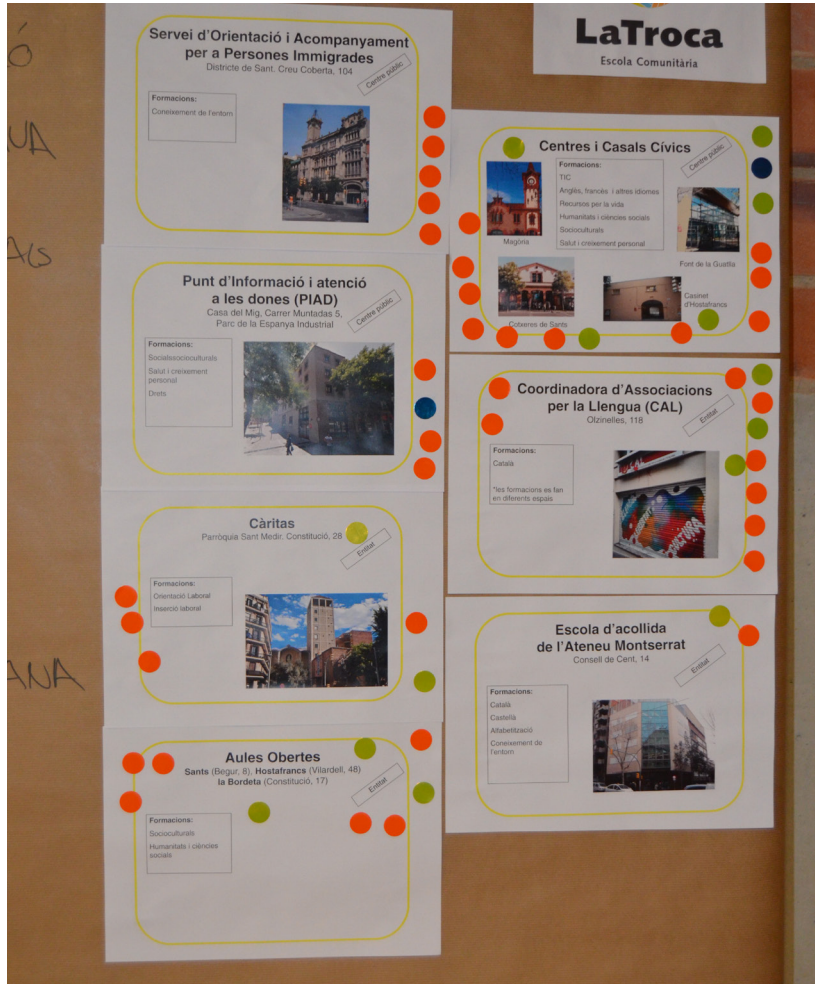 LaTroca
Escola Comunitària
Ó
Servei d'Orientació i Acompanyament
per a Persones Immigrades
Districte de Sant. Creu Coberta, 104
Centre públic
Formacions:
Coneixement de l'entorn
Centres i Casals Cívics
Centre públic
Formacions:
TIC
Anglès, francès i altres idiomes
Recursos per la vida
Humanitats i ciències socials
Socioculturals
Salut i creixement personal
Magòria
Font de la Guatlla
Cotxeres de Sants
Casinet
d'Hostafrancs
Punt d'Informació i atenció
a les dones (PIAD)
Casa del Mig, Carrer Muntadas 5,
Parc de la Espanya Industrial
Centre públic
Formacions:
Socialssocioculturals
Salut i creixement
personal
Drets
Coordinadora d'Associacions
per la Llengua (CAL)
Olzinelles, 118
Entitat
Formacions:
Català
*les formacions es fan
en diferents espais
Càritas
Parròquia Sant Medir, Constitució, 28
Entitat
Formacions:
Orientació Laboral
Inserció laboral
ANA
Escola d'acollida
de l'Ateneu Montserrat
Consell de Cent, 14
Entitat
Formacions:
Català
Castellà
Alfabetització
Coneixement de
l'entorn
Aules Obertes
Sants (Begur, 8), Hostafrancs (Vilardell, 48)
la Bordeta (Constitució, 17)
Entitat
Formacions:
Socioculturals
Humanitats i ciències
socials